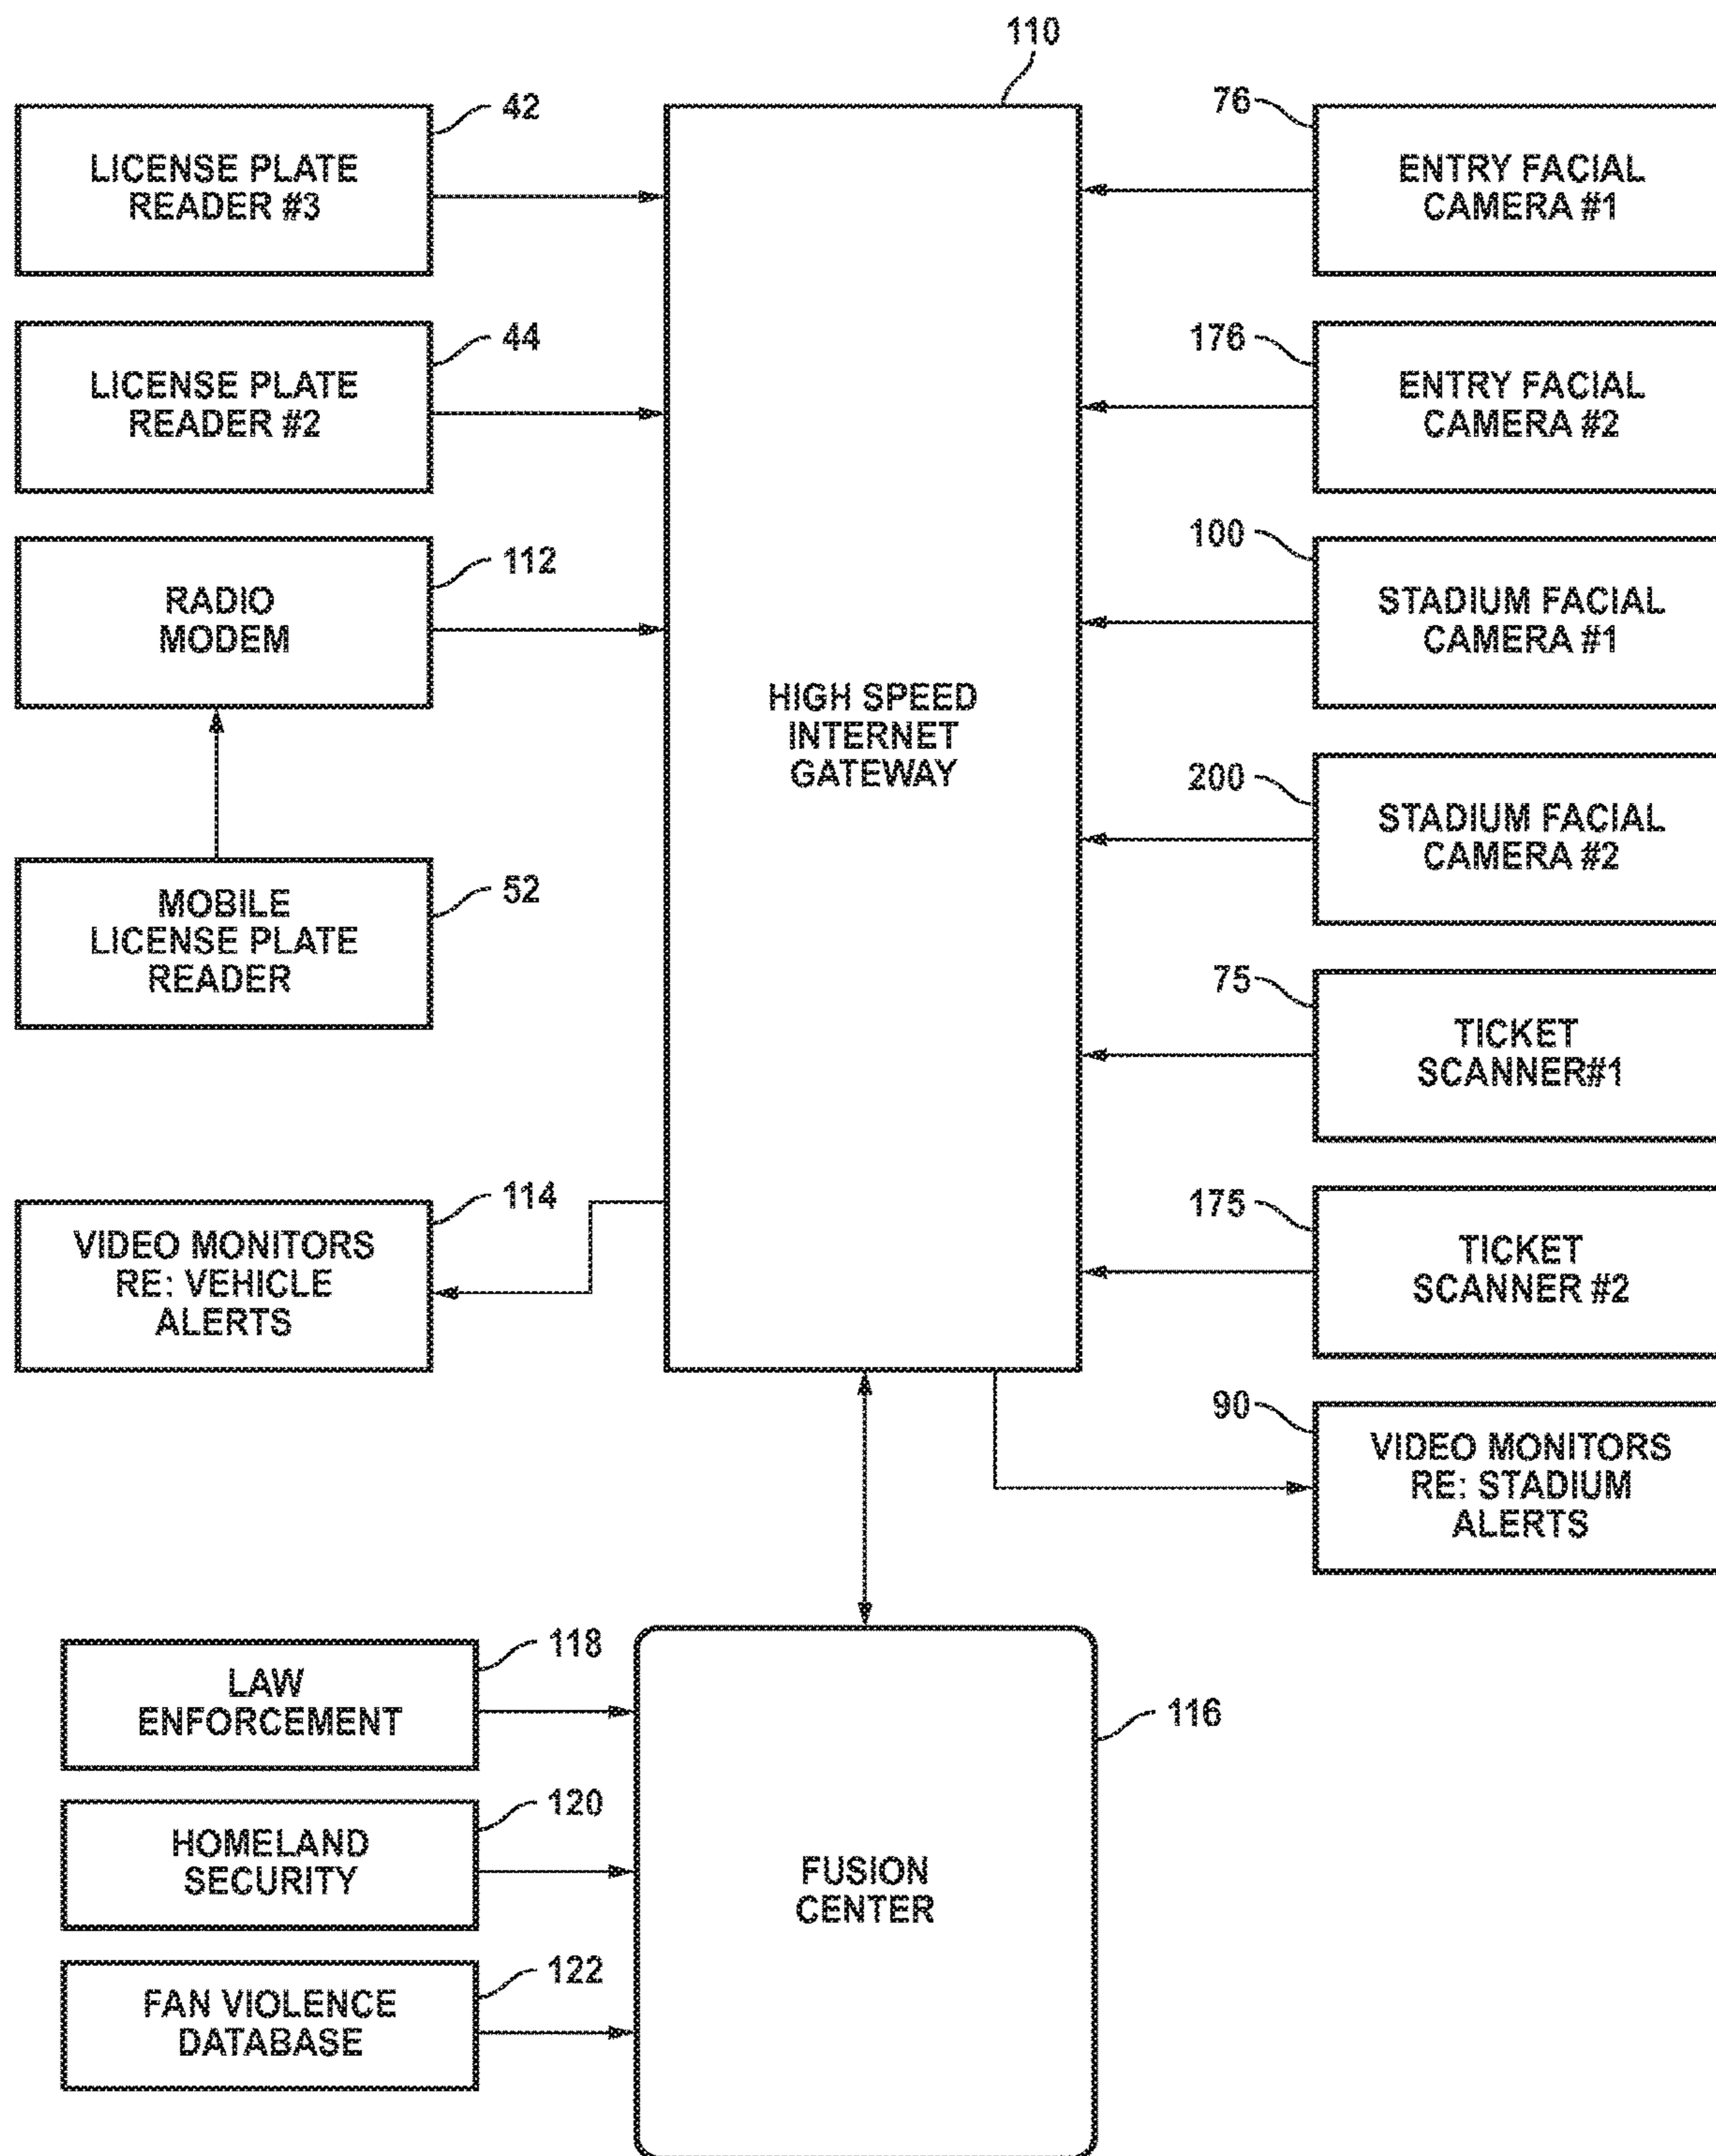 110
42
LICENSE PLATE
READER #3
44
LICENSE PLATE
READER #2
112
RADIO
MODEM
52
MOBILE
LICENSE PLATE
READER
114
VIDEO MONITORS
RE: VEHICLE
ALERTS
HIGH SPEED
INTERNET
GATEWAY
76
ENTRY FACIAL
CAMERA #1
176
ENTRY FACIAL
CAMERA #2
100
STADIUM FACIAL
CAMERA #1
200
STADIUM FACIAL
CAMERA #2
75
TICKET
SCANNER#1
175
TICKET
SCANNER #2
90
VIDEO MONITORS
RE: STADIUM
ALERTS
118
LAW
ENFORCEMENT
120
HOMELAND
SECURITY
122
FAN VIOLENCE
DATABASE
116
FUSION
CENTER